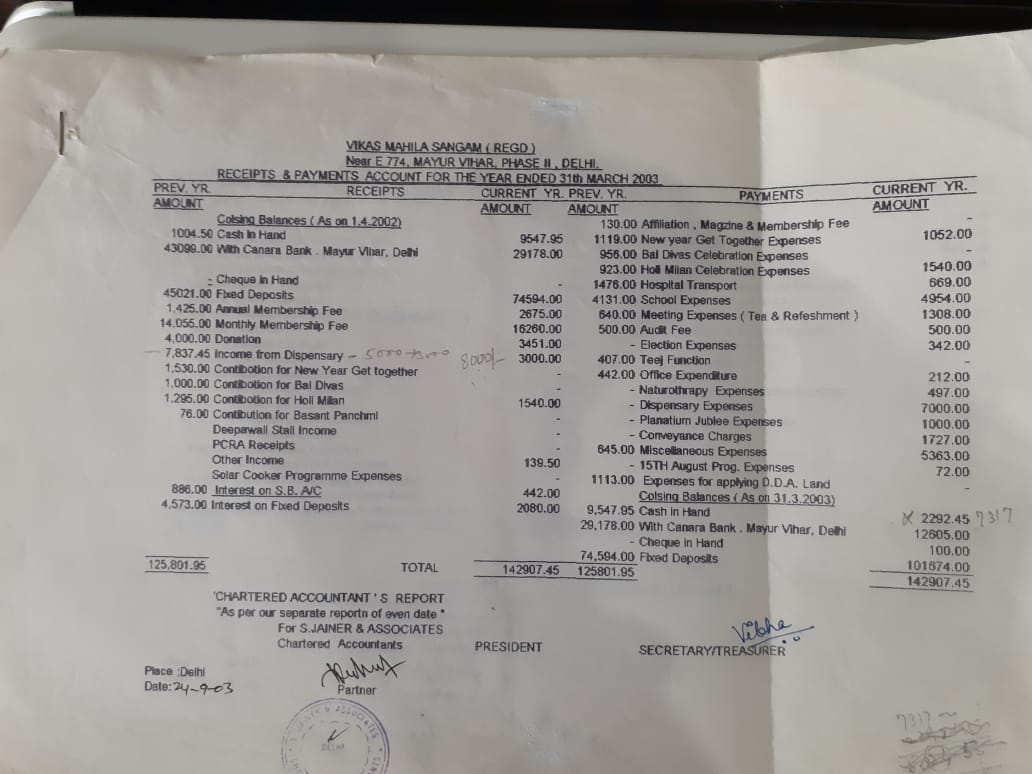 VIKAS MAHILA SANGAM ( REGD )
Near E 774, MAYUR VIHAR, PHASE II , DELHI.
RECEIPTS & PAYMENTS ACCOUNT FOR THE YEAR ENDED 31th MARCH 2003
PREV. YR. RECEIPTS CURRENT YR.
AMOUNT AMOUNT
Colsing Balances ( As on 1.4.2002)
1004.50 Cash in Hand 9547.95
43099.00 With Canara Bank . Mayur Vihar, Delhi 29178.00
- Cheque in Hand -
45021.00 Fixed Deposits 74594.00
1,425.00 Annual Membership Fee 2675.00
14,055.00 Monthly Membership Fee 16260.00
4,000.00 Donation 3451.00
7,837.45 Income from Dispensary - 8000/- 3000.00
1,530.00 Contibotion for New Year Get together -
1,000.00 Contibution for Bal Divas -
1,295.00 Contibotion for Holi Milan 1540.00
76.00 Contibution for Basant Panchmi -
Deepawali Stall Income -
PCRA Receipts -
Other Income 139.50
Solar Cooker Programme Expenses -
886.00 Interest on S.B. A/C 442.00
4,573.00 Interest on Fixed Deposits 2080.00
125,801.95 TOTAL 142907.45
PREV. YR. PAYMENTS CURRENT YR.
AMOUNT AMOUNT
130.00 Affiliation , Magzine & Membership Fee -
1119.00 New year Get Together Expenses 1052.00
956.00 Bal Divas Celebration Expenses -
923.00 Holi Milan Celebration Expenses 1540.00
1476.00 Hospital Transport 669.00
4131.00 School Expenses 4954.00
640.00 Meeting Expenses ( Tea & Refeshment ) 1308.00
500.00 Audit Fee 500.00
- Election Expenses 342.00
407.00 Teej Function -
442.00 Office Expenditure 212.00
- Naturothrapy Expenses 497.00
- Dispensary Expenses 7000.00
- Planatium Jublee Expenses 1000.00
- Conveyance Charges 1727.00
645.00 Miscellaneous Expenses 5363.00
- 15TH August Prog. Expenses 72.00
1113.00 Expenses for applying D.D.A. Land -
Colsing Balances ( As on 31.3.2003)
9,547.95 Cash in Hand 2292.45 7317
29,178.00 With Canara Bank . Mayur Vihar, Delhi 12605.00
- Cheque in Hand 100.00
74,594.00 Fixed Deposits 101674.00
125801.95 142907.45
'CHARTERED ACCOUNTANT ' S REPORT
"As per our separate reportn of even date "
For S.JAINER & ASSOCIATES
Chartered Accountants
PRESIDENT
Vibha
SECRETARY/TREASURER
Place :Delhi
Date: 24-9-03
Partner
& ASSOCIATES
DELHI
7317